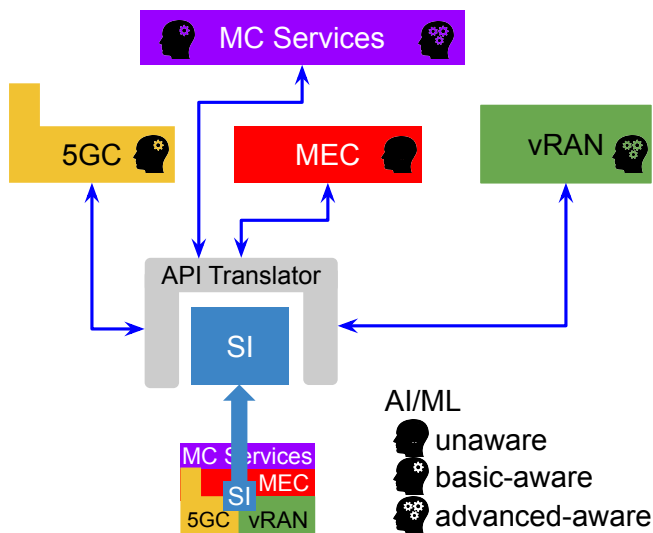 MC Services
5GC
MEC
vRAN
API Translator
SI
AI/ML
unaware
basic-aware
advanced-aware
MC Services
MEC
SI
5GC
vRAN